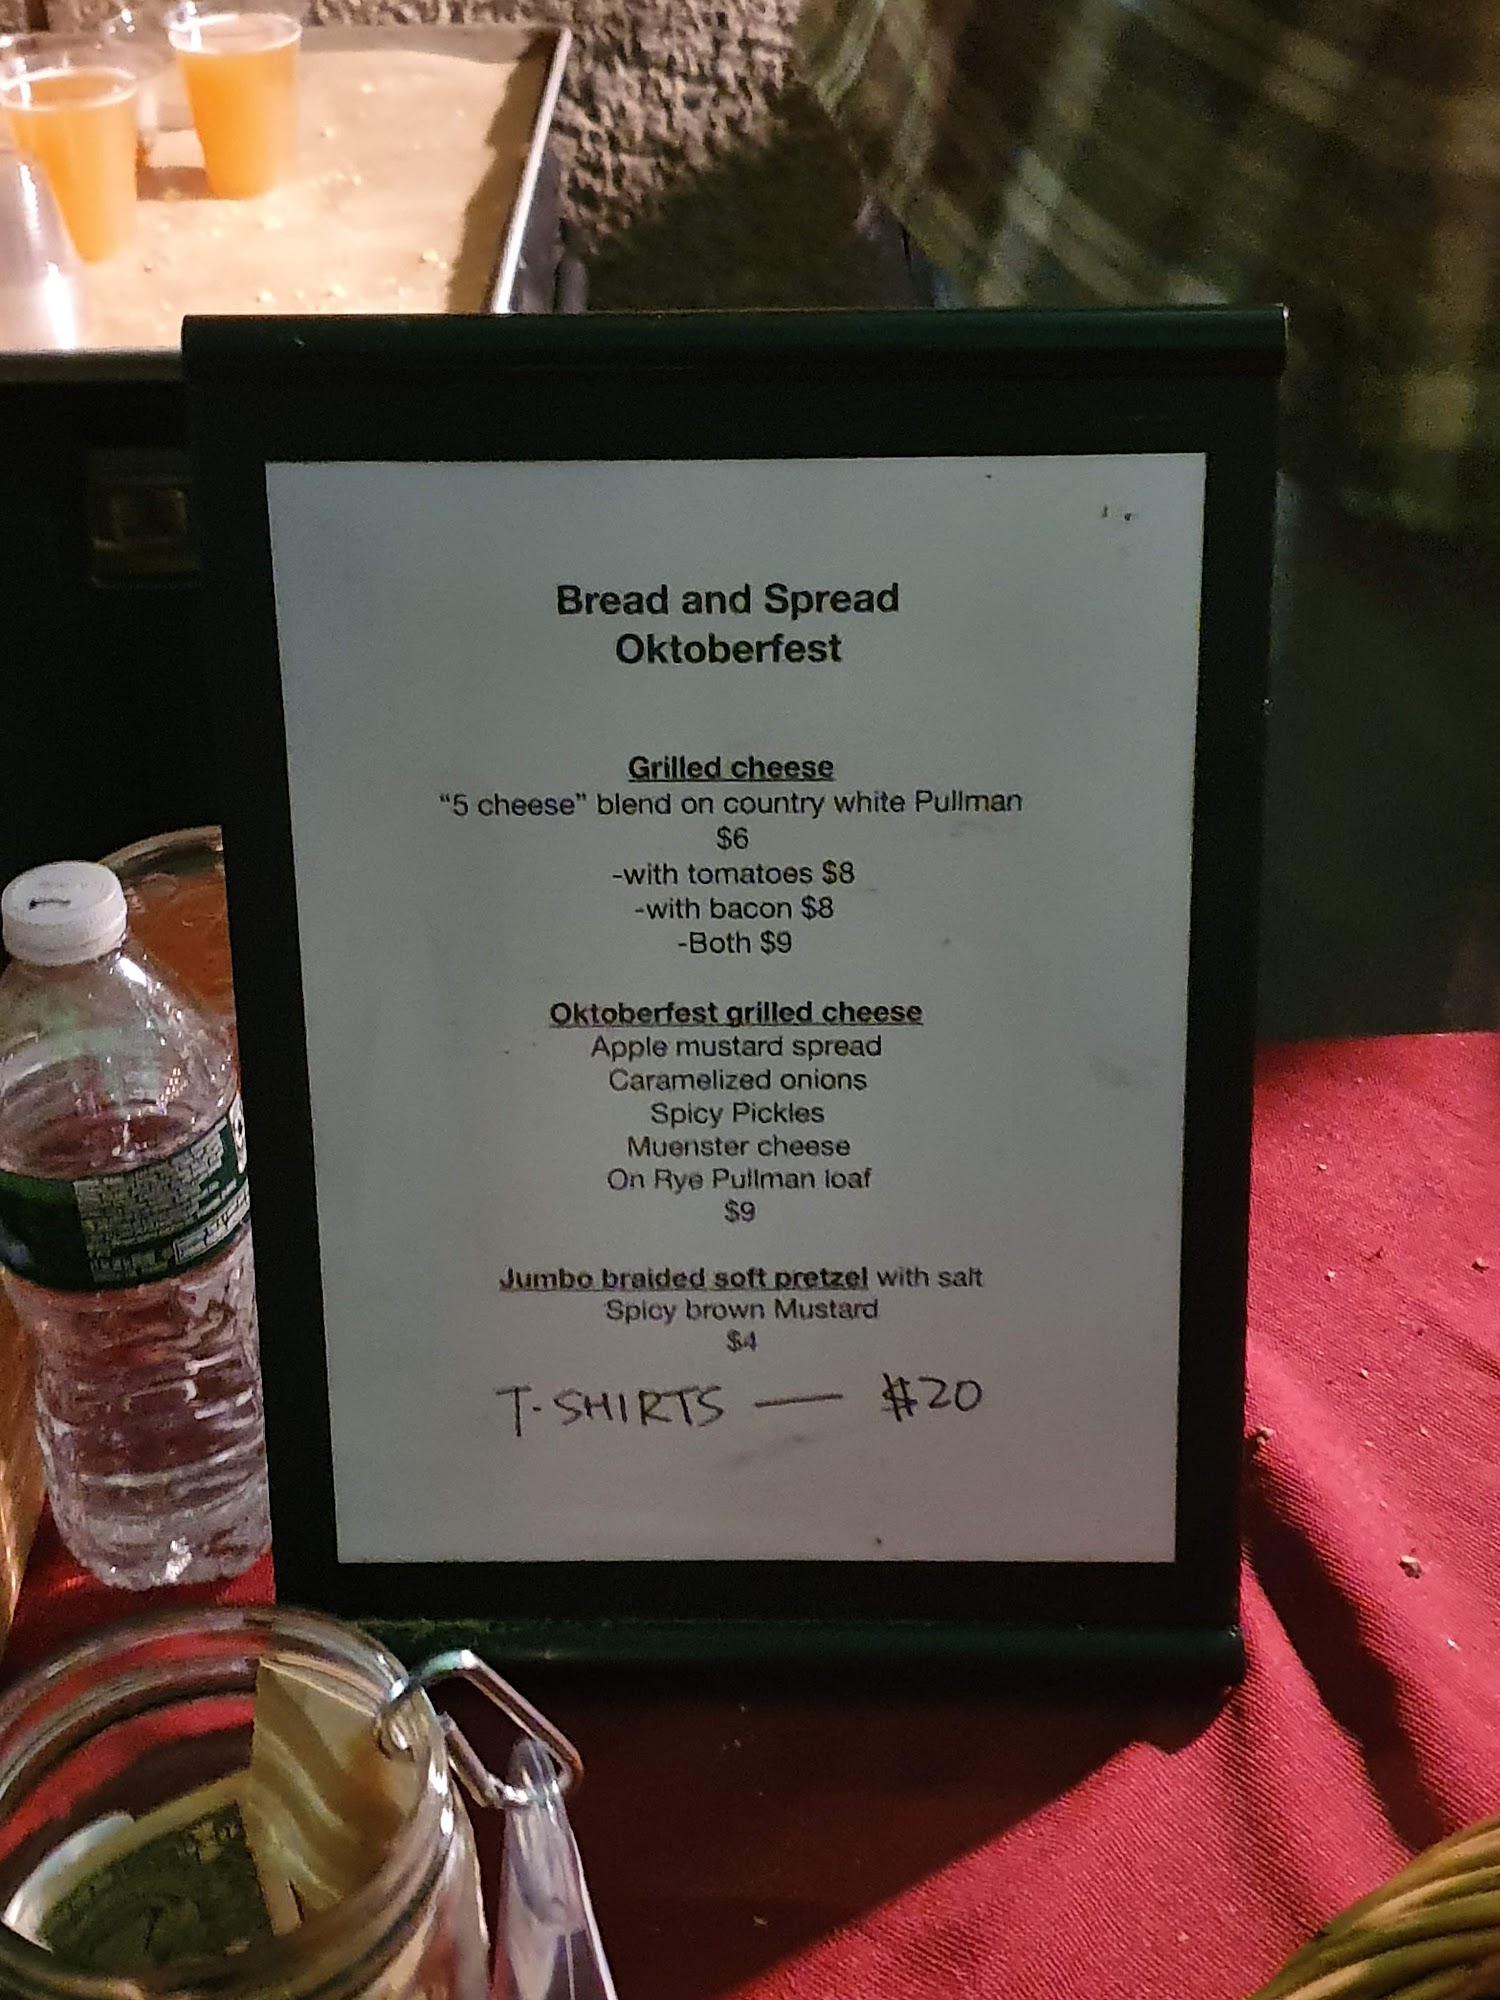 Bread and Spread
Oktoberfest
Grilled cheese
“5 cheese” blend on country white Pullman
$6
-with tomatoes $8
-with bacon $8
-Both $9
Oktoberfest grilled cheese
Apple mustard spread
Caramelized onions
Spicy Pickles
Muenster cheese
On Rye Pullman loaf
$9
Jumbo braided soft pretzel with salt
Spicy brown Mustard
$4
T-SHIRTS — $20